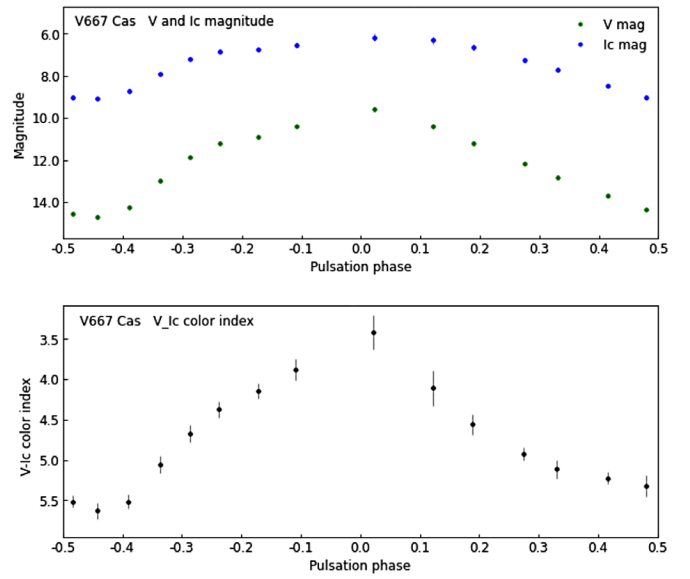 V667 Cas V and Ic magnitude
V mag
Ic mag
6.0
8.0
10.0
12.0
14.0
Magnitude
-0.5 -0.4 -0.3 -0.2 -0.1 0.0 0.1 0.2 0.3 0.4 0.5
Pulsation phase
V667 Cas V_Ic color index
3.5
4.0
4.5
5.0
5.5
V-Ic color index
-0.5 -0.4 -0.3 -0.2 -0.1 0.0 0.1 0.2 0.3 0.4 0.5
Pulsation phase